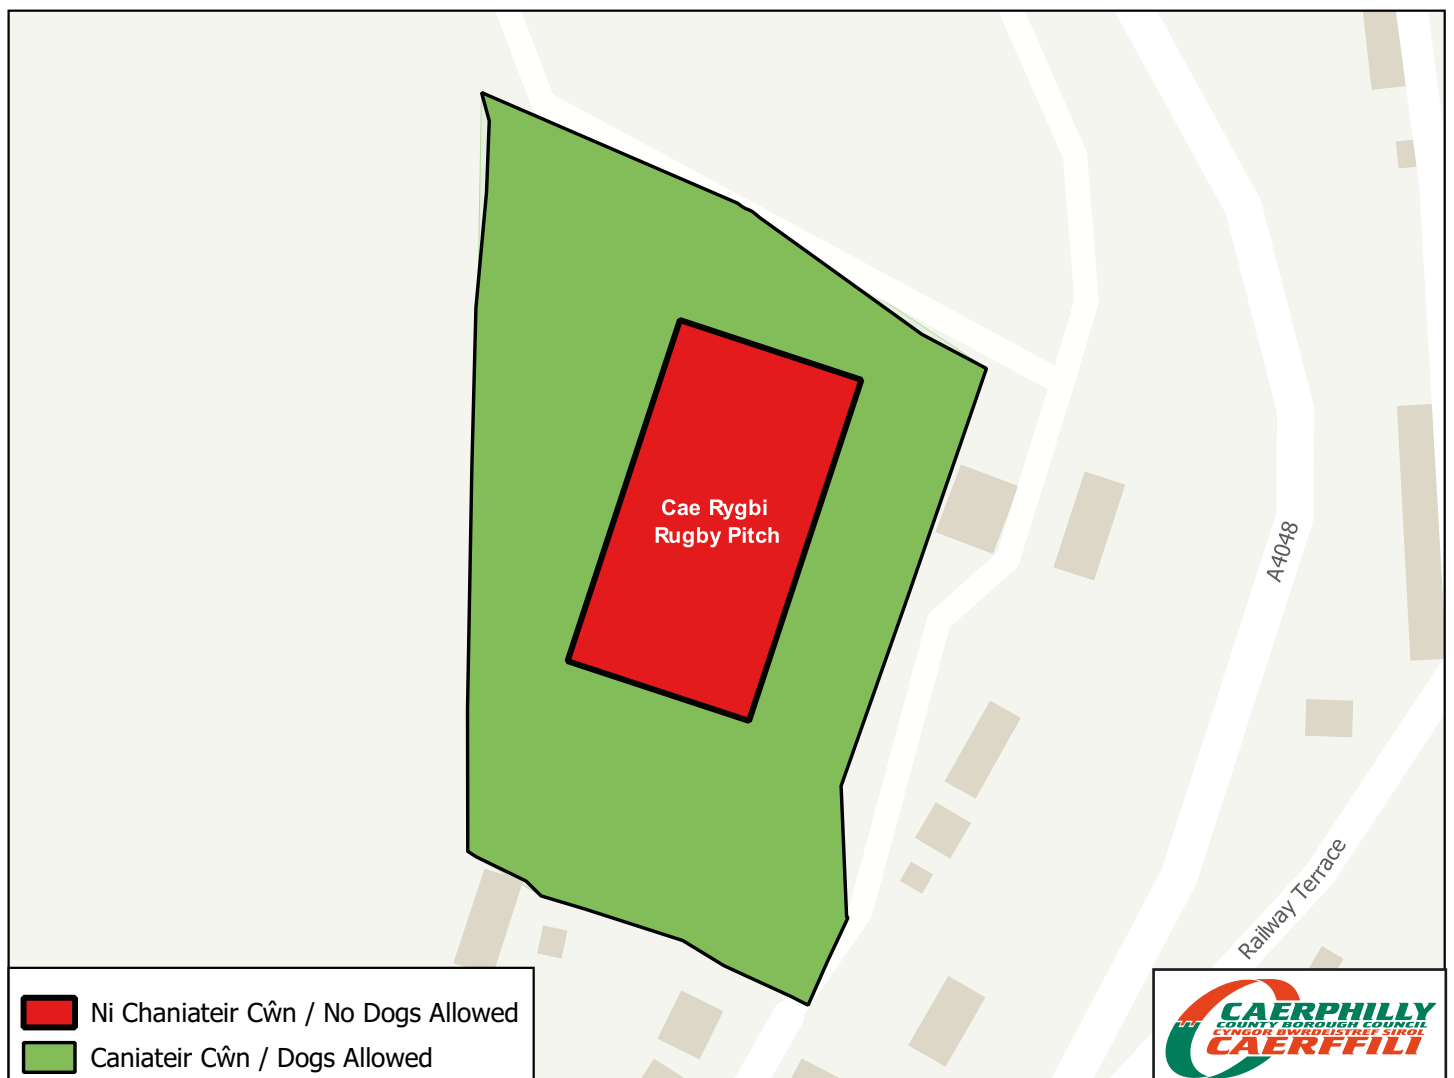 Cae Rygbi
Rugby Pitch
A4048
Railway Terrace
Ni Chaniateir Cŵn / No Dogs Allowed
Caniateir Cŵn / Dogs Allowed
CAERPHILLY
COUNTY BOROUGH COUNCIL
CYNGOR BWRDEISTREF SIROL
CAERFFILI